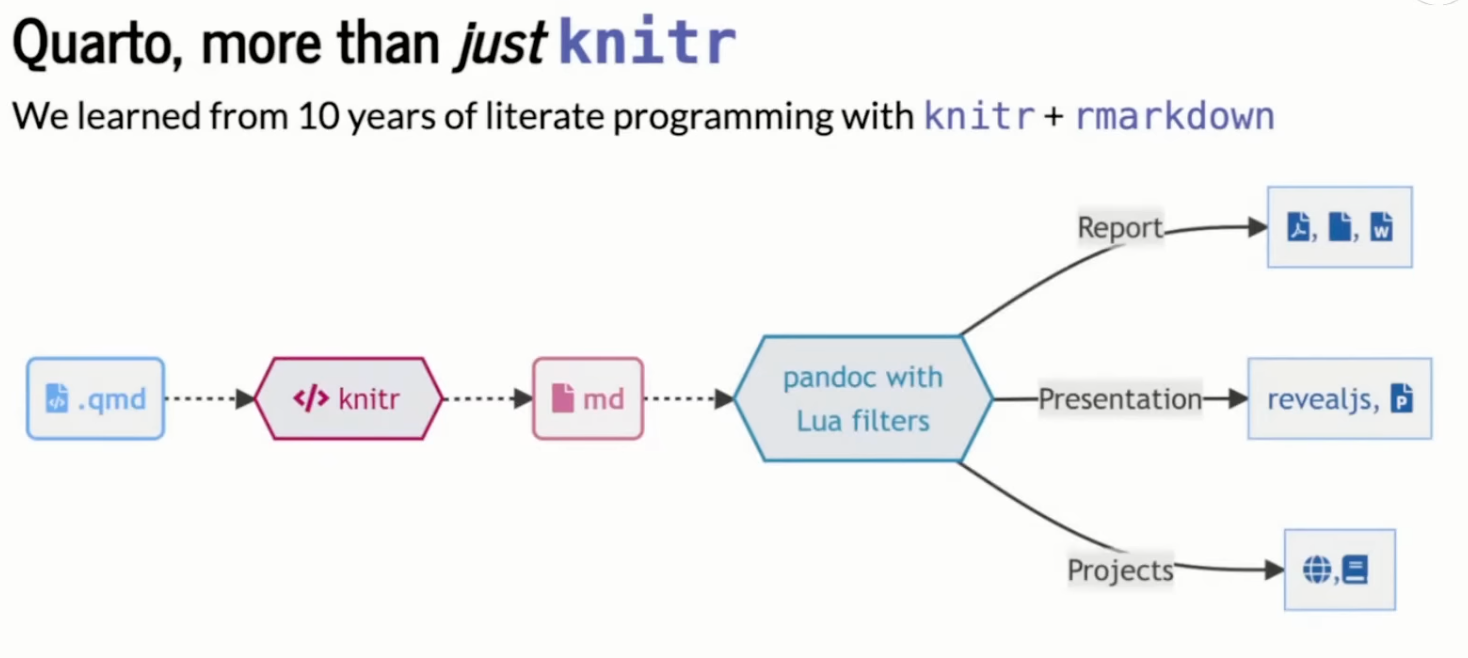 Quarto, more than just knitr
We learned from 10 years of literate programming with knitr + rmarkdown
Report
, , W
.qmd
</> knitr
md
pandoc with
Lua filters
Presentation
revealjs, P
Projects
,